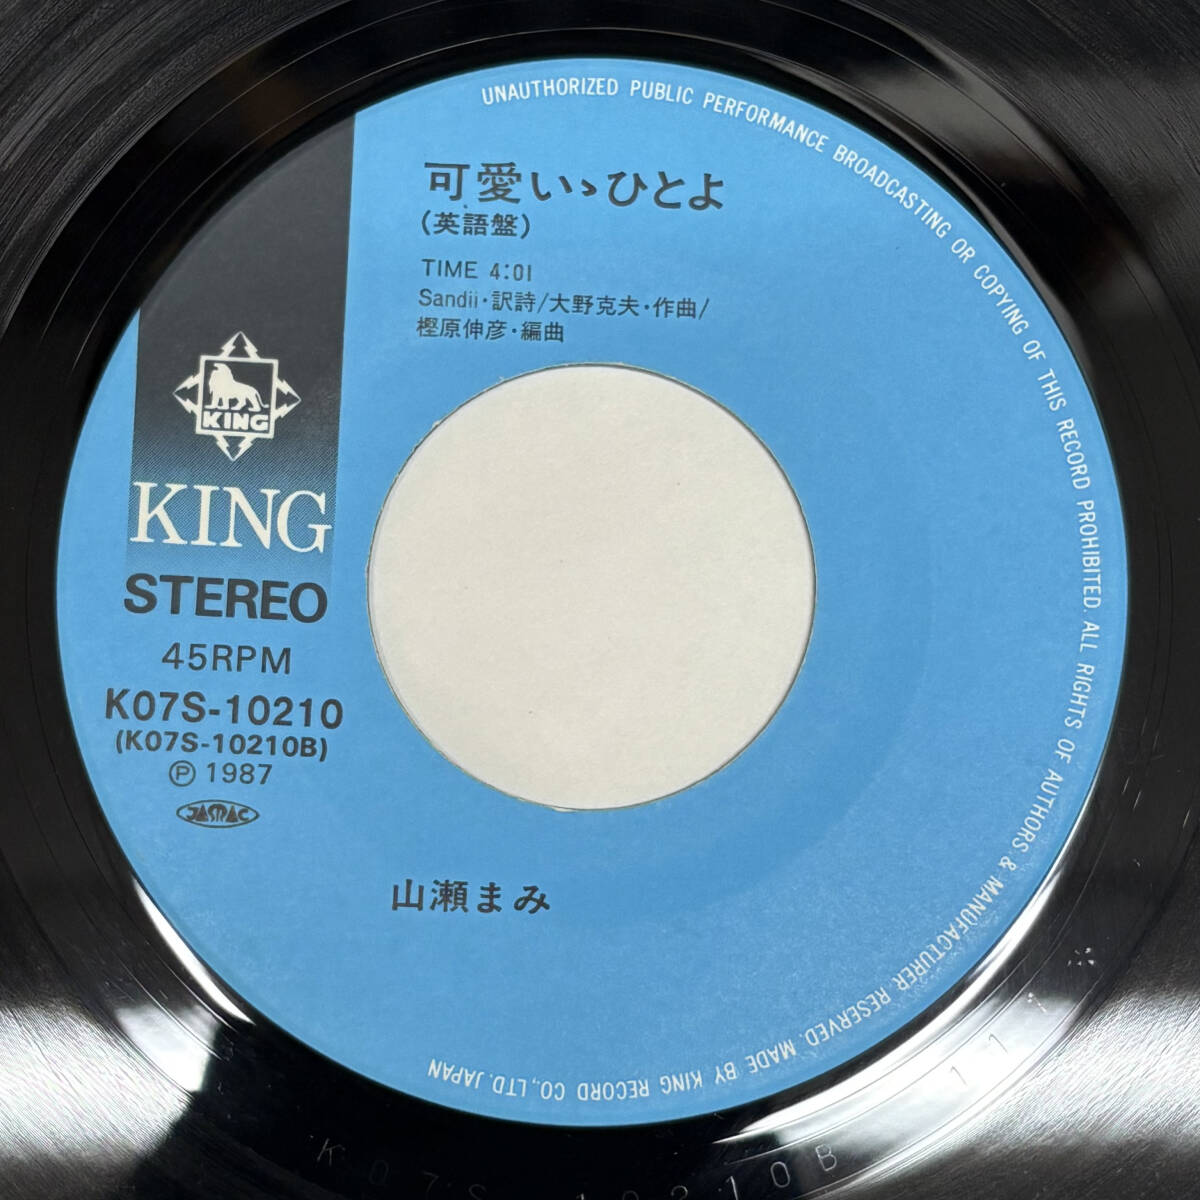 UNAUTHORIZED PUBLIC PERFORMANCE BROADCASTING OR COPYING OF THIS RECORD PROHIBITED. ALL RIGHTS OF AUTHORS & MANUFACTURER RESERVED. MADE BY KING RECORD CO., LTD. JAPAN
可愛いゝひとよ
(英語盤)
TIME 4:01
Sandii・訳詩/大野克夫・作曲/
樫原伸彦・編曲
KING
KING
STEREO
45RPM
K07S-10210
(K07S-10210B)
Ⓟ 1987
JASRAC
山瀬まみ
K07S 10210B